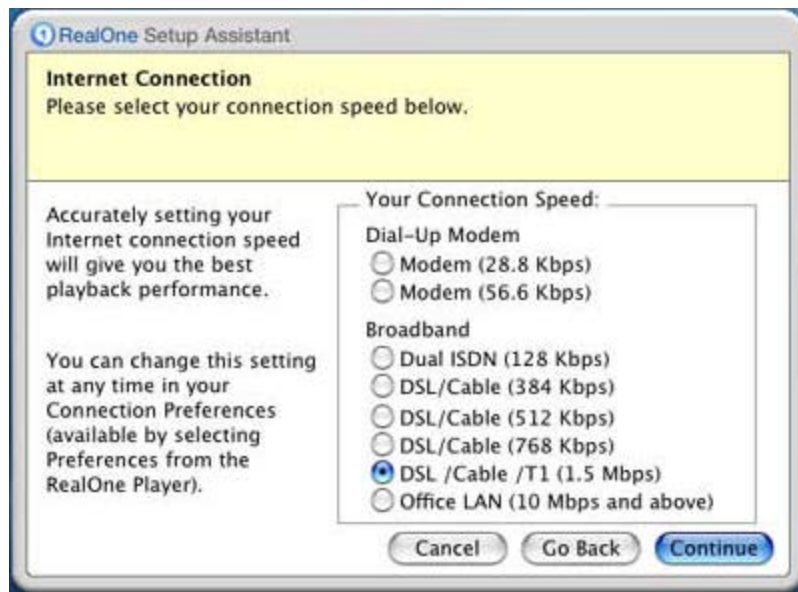 RealOne Setup Assistant
Internet Connection
Please select your connection speed below.
Accurately setting your
Internet connection speed
will give you the best
playback performance.
You can change this setting
at any time in your
Connection Preferences
(available by selecting
Preferences from the
RealOne Player).
Your Connection Speed:
Dial-Up Modem
Modem (28.8 Kbps)
Modem (56.6 Kbps)
Broadband
Dual ISDN (128 Kbps)
DSL/Cable (384 Kbps)
DSL/Cable (512 Kbps)
DSL/Cable (768 Kbps)
DSL /Cable /T1 (1.5 Mbps)
Office LAN (10 Mbps and above)
Cancel Go Back Continue